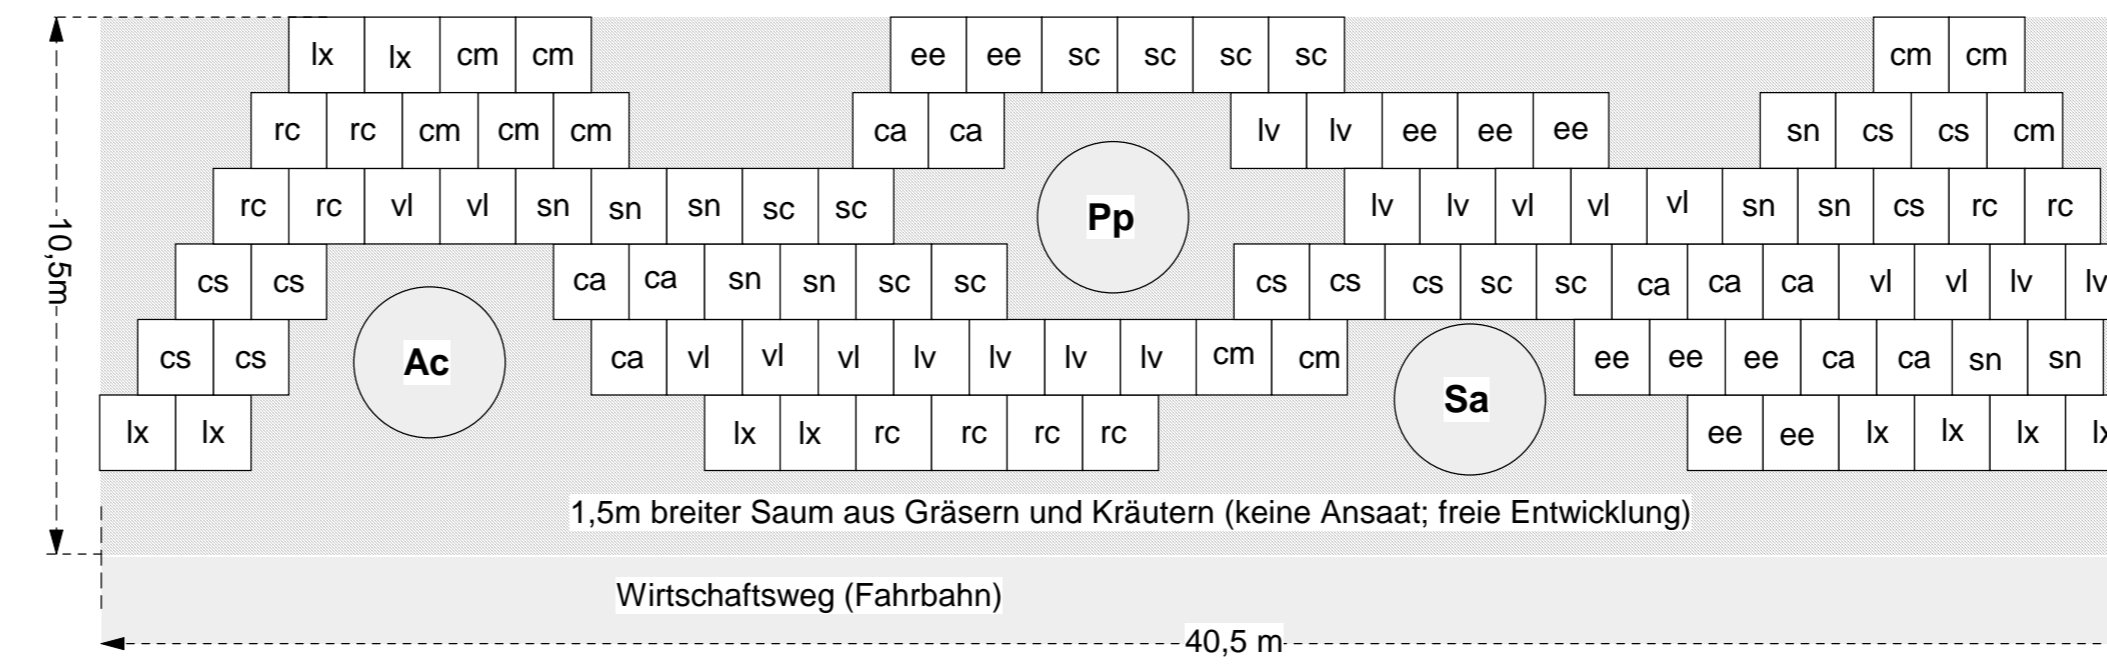 lx lx cm cm ee ee sc sc sc sc cm cm
rc rc cm cm cm ca ca lv lv ee ee ee sn cs cs cm
rc rc vl vl sn sn sn sc sc Pp lv lv vl vl vl sn sn cs rc rc
10,5m
cs cs ca ca sn sn sc sc cs cs cs sc sc ca ca ca vl vl lv lv
cs cs Ac ca vl vl vl lv lv lv lv cm cm Sa ee ee ee ca ca sn sn
lx lx lx lx rc rc rc rc ee ee lx lx lx lx
1,5m breiter Saum aus Gräsern und Kräutern (keine Ansaat; freie Entwicklung)
Wirtschaftsweg (Fahrbahn)
40,5 m